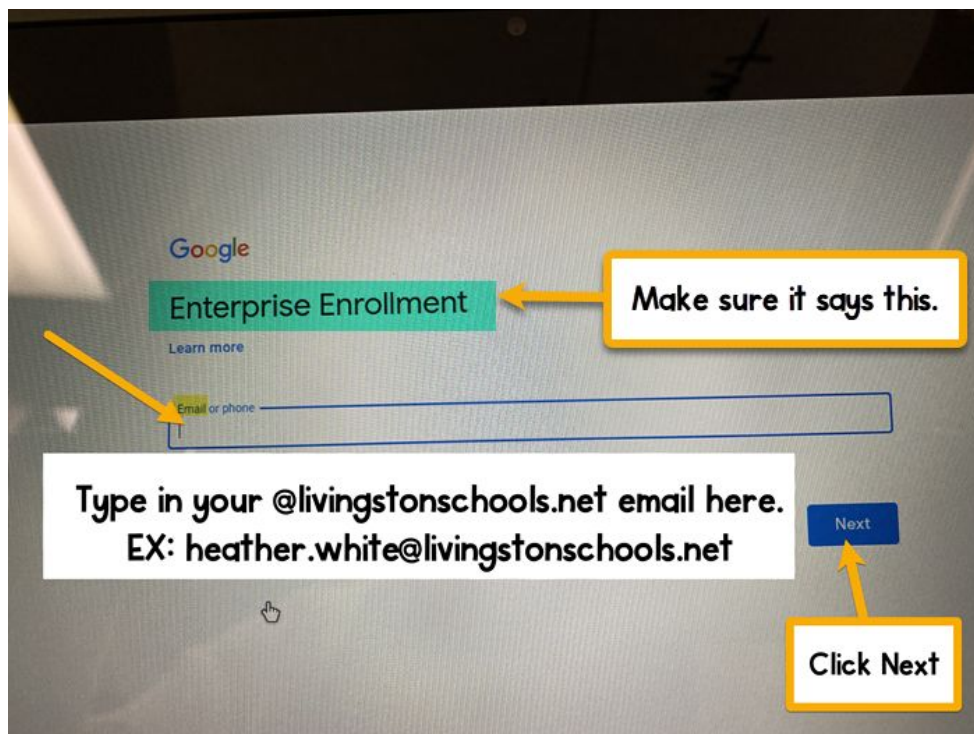 Google
Enterprise Enrollment
Make sure it says this.
Learn more
Email or phone
Type in your @livingstonschools.net email here.
EX: heather.white@livingstonschools.net
Next
Click Next